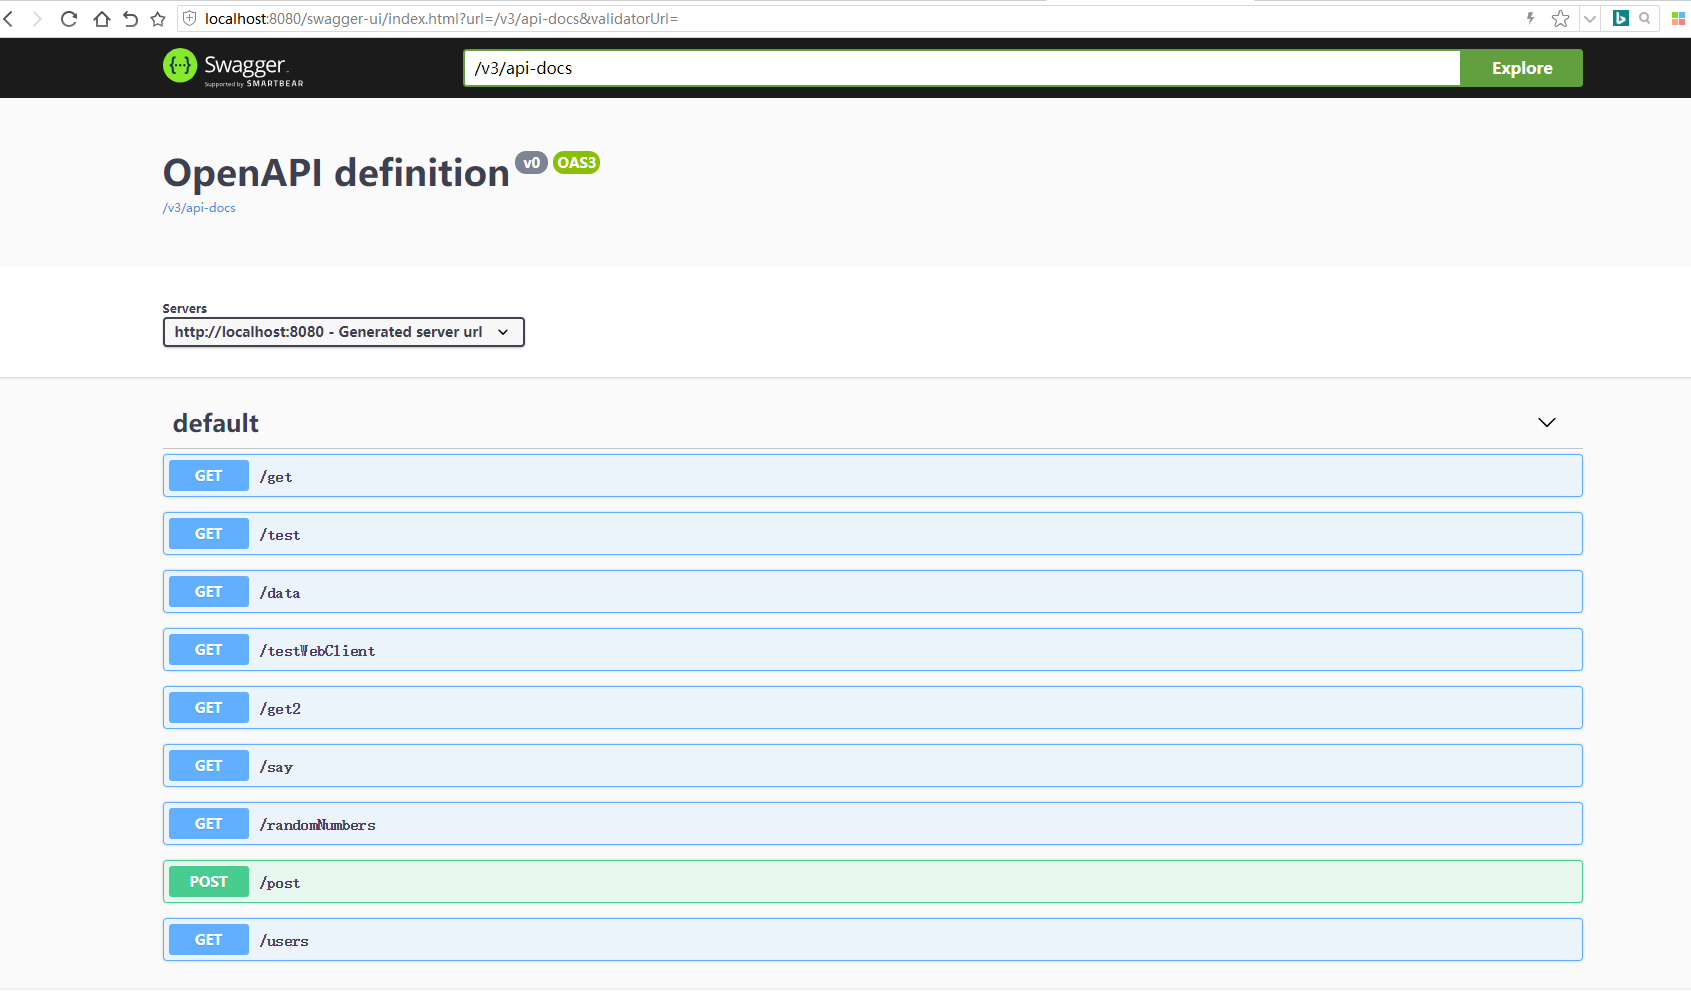 localhost:8080/swagger-ui/index.html?url=/v3/api-docs&validatorUrl=
Swagger
Supported by SMARTBEAR
/v3/api-docs
Explore
OpenAPI definition v0 OAS3
/v3/api-docs
Servers
http://localhost:8080 - Generated server url
default
GET /get
GET /test
GET /data
GET /testWebClient
GET /get2
GET /say
GET /randomNumbers
POST /post
GET /users